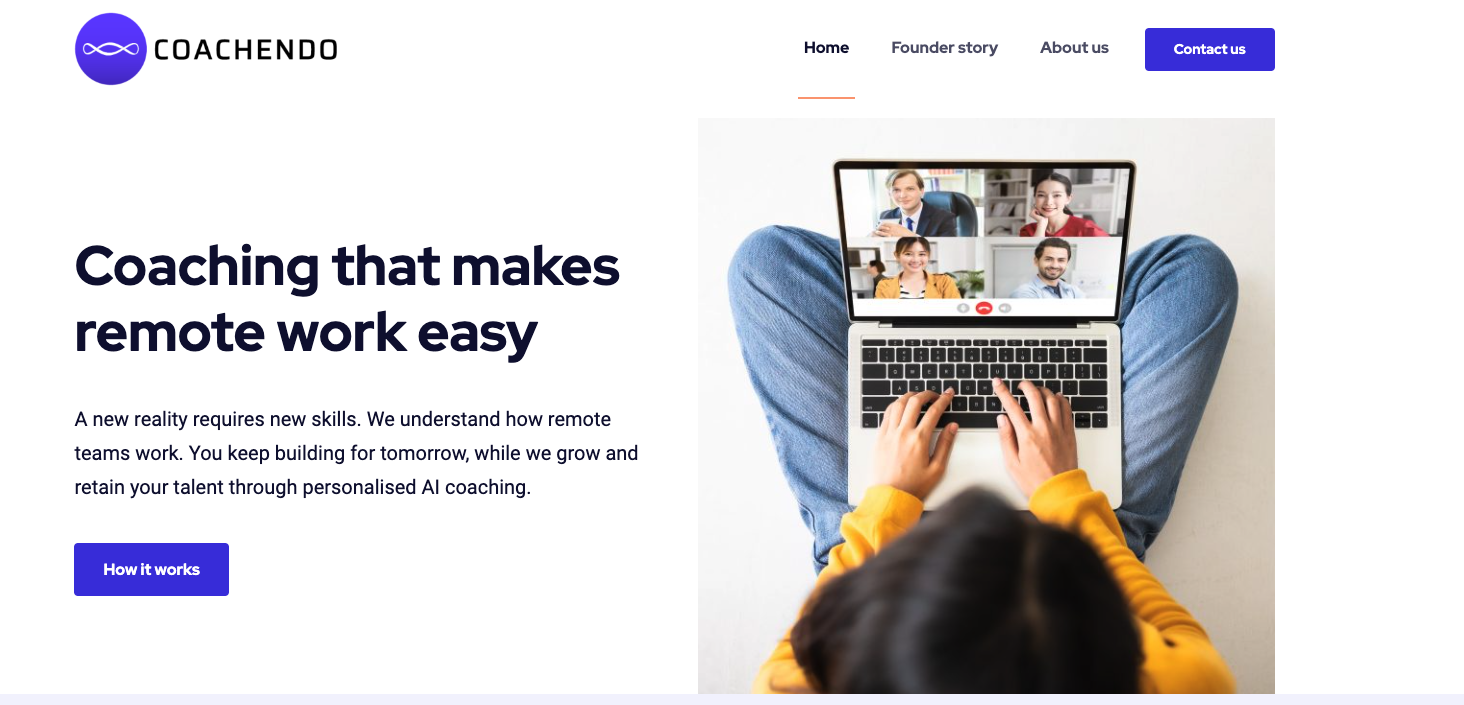 COACHENDO
Home
Founder story
About us
Contact us
Coaching that makes
remote work easy
A new reality requires new skills. We understand how remote
teams work. You keep building for tomorrow, while we grow and
retain your talent through personalised AI coaching.
How it works